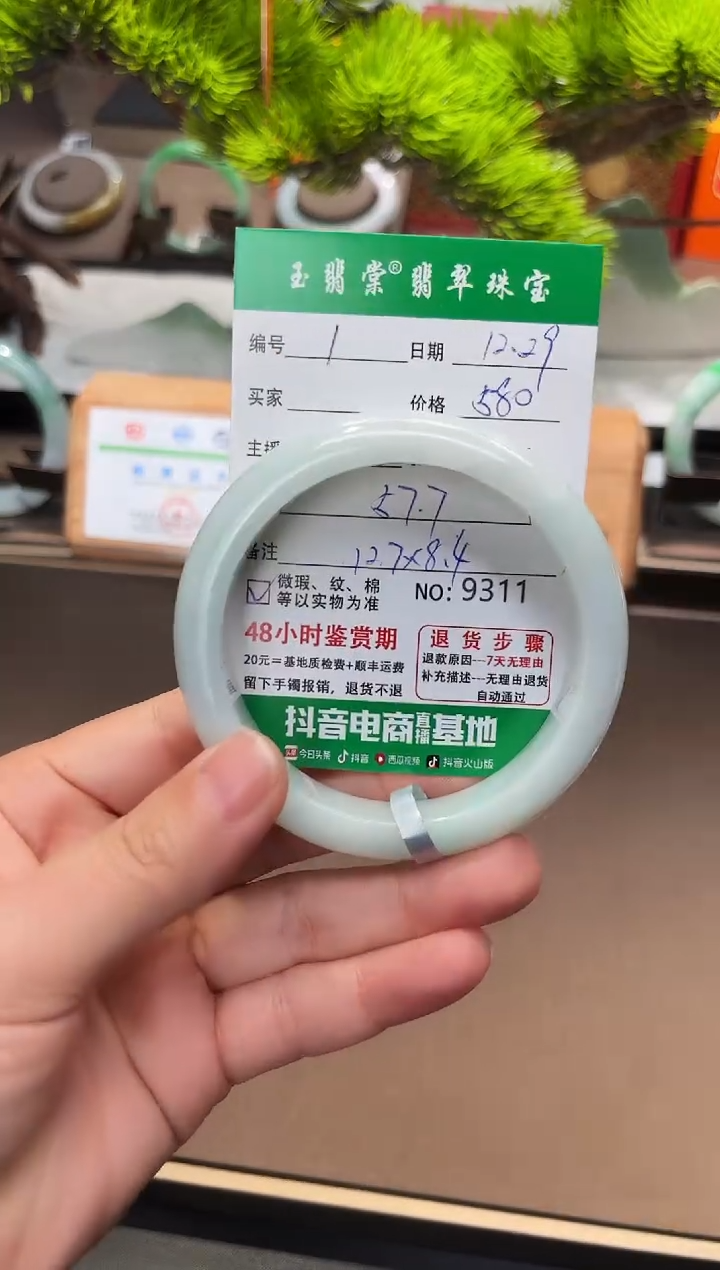 玉翡棠®翡翠珠宝
编号 1 日期 12.29
买家 价格 580
主播
57.7
备注 12.7×8.4
微瑕、纹、棉
等以实物为准
NO: 9311
48小时鉴赏期
20元=基地质检费+顺丰运费
留下手镯报销，退货不退
退货步骤
退款原因---7天无理由
补充描述---无理由退货
自动通过
抖音电商直播基地
头条 今日头条 抖音 西瓜视频 抖音火山版